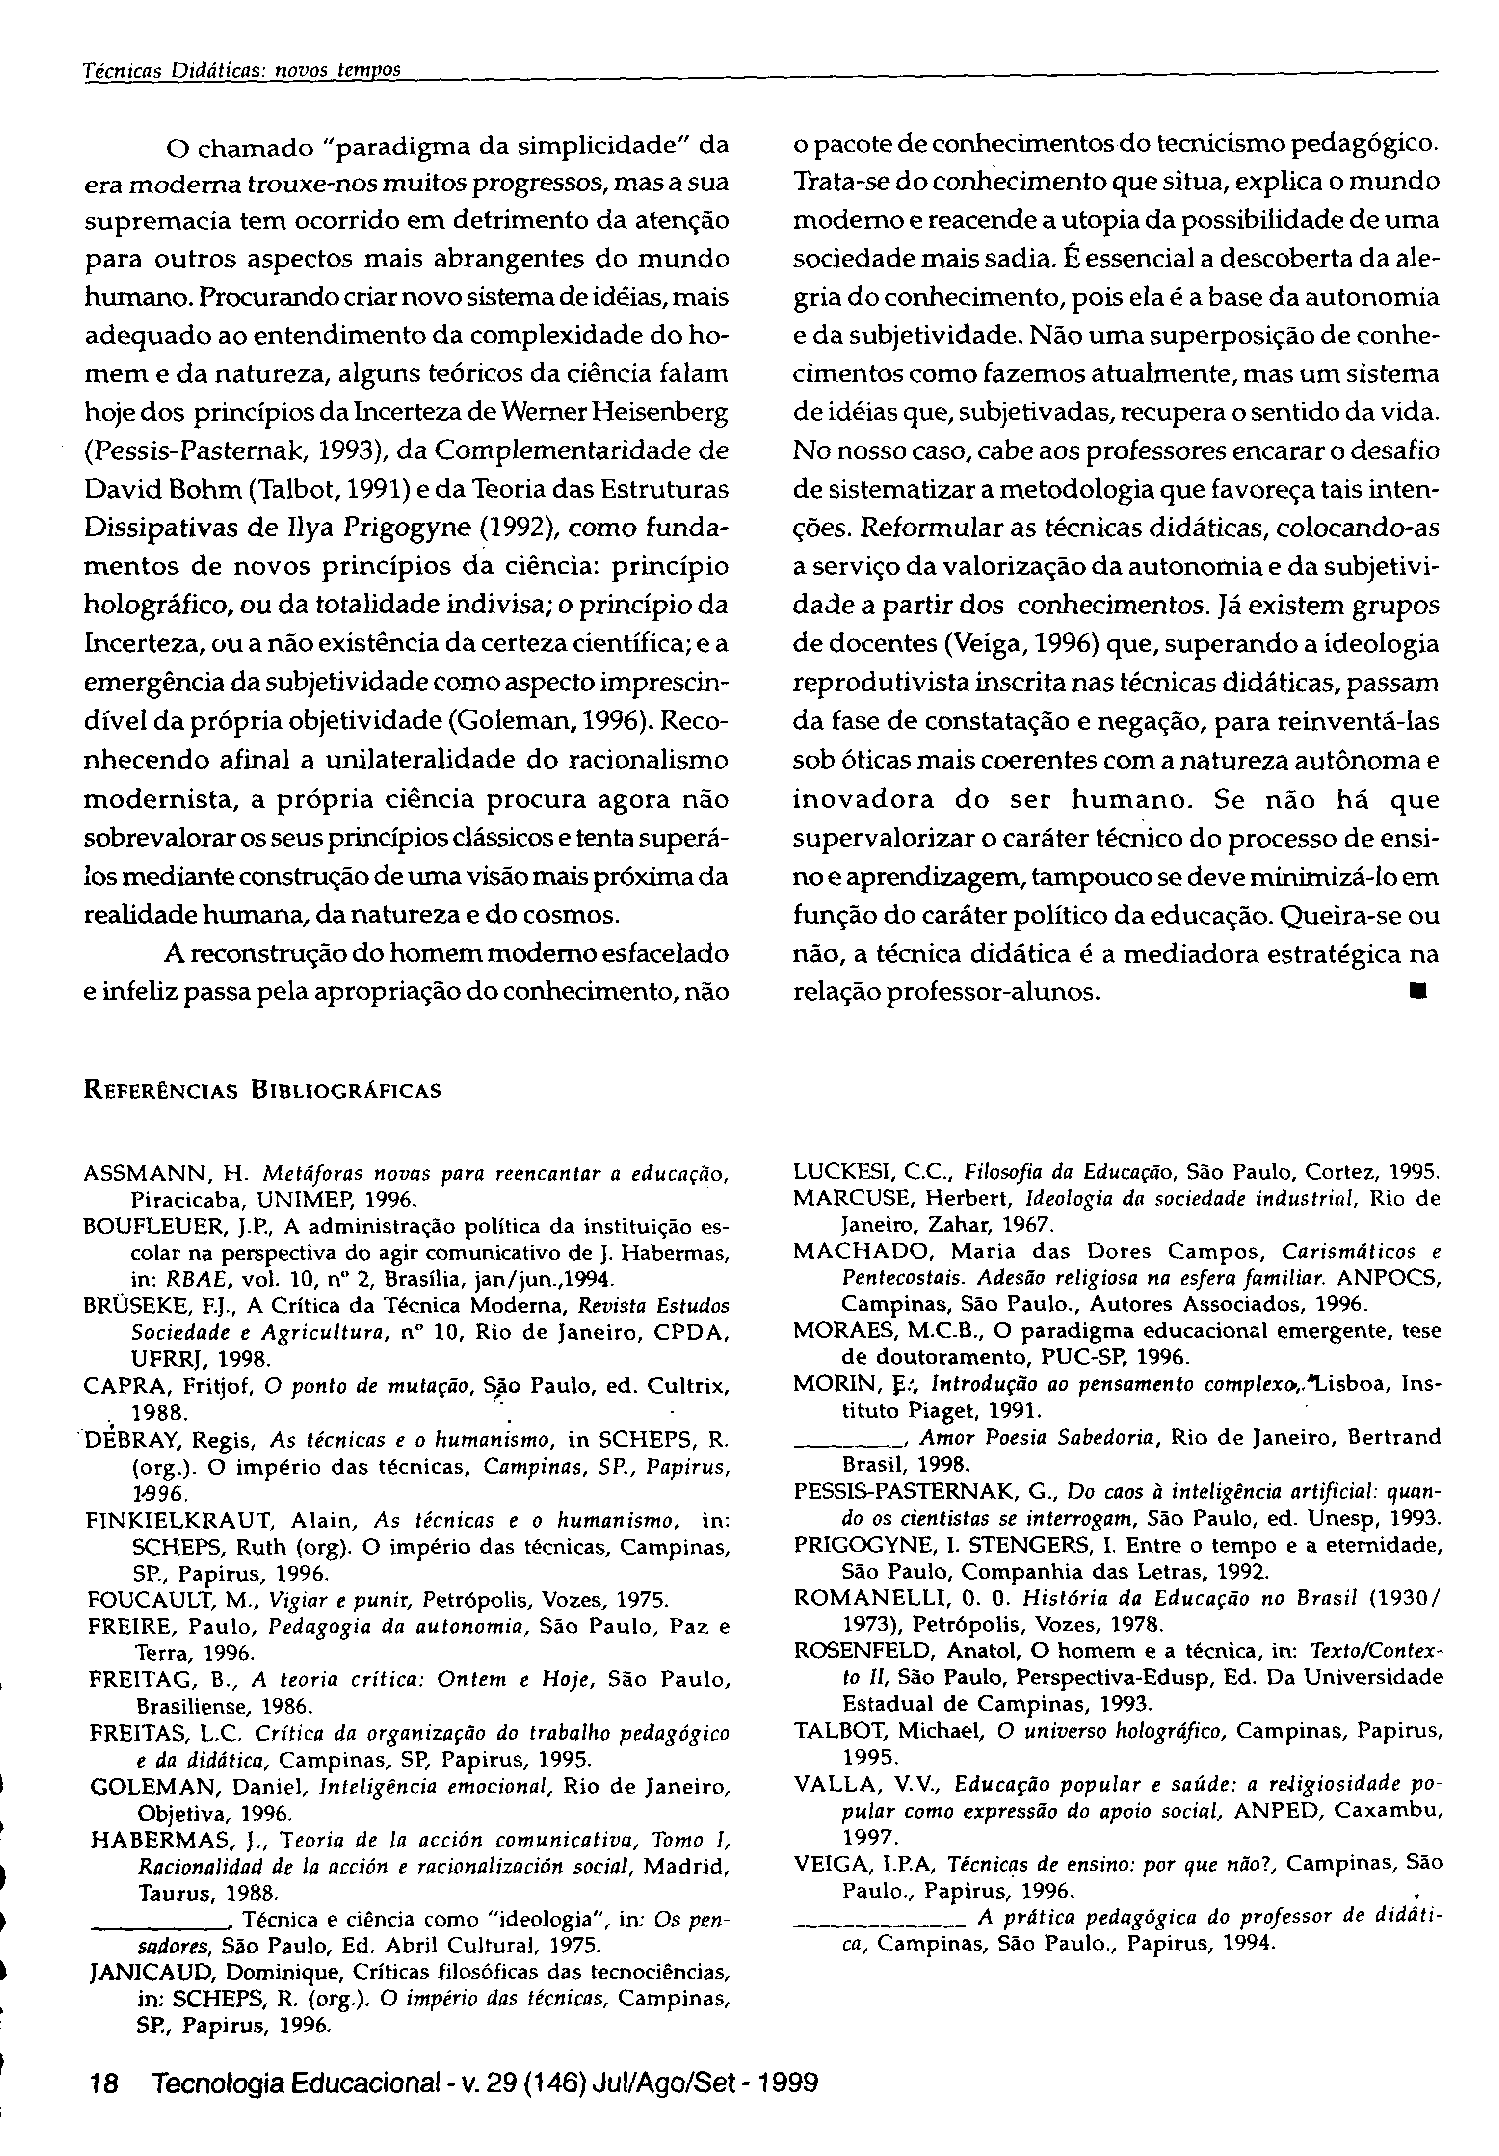 Técnicas Didáticas: novos tempos
O chamado "paradigma da simplicidade" da
era moderna trouxe-nos muitos progressos, mas a sua
supremacia tem ocorrido em detrimento da atenção
para outros aspectos mais abrangentes do mundo
humano. Procurando criar novo sistema de idéias, mais
adequado ao entendimento da complexidade do ho-
mem e da natureza, alguns teóricos da ciência falam
hoje dos princípios da Incerteza de Werner Heisenberg
(Pessis-Pasternak, 1993), da Complementaridade de
David Bohm (Talbot, 1991) e da Teoria das Estruturas
Dissipativas de Ilya Prigogyne (1992), como funda-
mentos de novos princípios da ciência: princípio
holográfico, ou da totalidade indivisa; o princípio da
Incerteza, ou a não existência da certeza científica; e a
emergência da subjetividade como aspecto imprescin-
dível da própria objetividade (Goleman, 1996). Reco-
nhecendo afinal a unilateralidade do racionalismo
modernista, a própria ciência procura agora não
sobrevalorar os seus princípios clássicos e tenta superá-
los mediante construção de uma visão mais próxima da
realidade humana, da natureza e do cosmos.
A reconstrução do homem moderno esfacelado
e infeliz passa pela apropriação do conhecimento, não
o pacote de conhecimentos do tecnicismo pedagógico.
Trata-se do conhecimento que situa, explica o mundo
moderno e reacende a utopia da possibilidade de uma
sociedade mais sadia. É essencial a descoberta da ale-
gria do conhecimento, pois ela é a base da autonomia
e da subjetividade. Não uma superposição de conhe-
cimentos como fazemos atualmente, mas um sistema
de idéias que, subjetivadas, recupera o sentido da vida.
No nosso caso, cabe aos professores encarar o desafio
de sistematizar a metodologia que favoreça tais inten-
ções. Reformular as técnicas didáticas, colocando-as
a serviço da valorização da autonomia e da subjetivi-
dade a partir dos conhecimentos. Já existem grupos
de docentes (Veiga, 1996) que, superando a ideologia
reprodutivista inscrita nas técnicas didáticas, passam
da fase de constatação e negação, para reinventá-las
sob óticas mais coerentes com a natureza autônoma e
inovadora do ser humano. Se não há que
supervalorizar o caráter técnico do processo de ensi-
no e aprendizagem, tampouco se deve minimizá-lo em
função do caráter político da educação. Queira-se ou
não, a técnica didática é a mediadora estratégica na
relação professor-alunos. ■
REFERÊNCIAS BIBLIOGRÁFICAS
ASSMANN, H. Metáforas novas para reencantar a educação,
Piracicaba, UNIMEP, 1996.
BOUFLEUER, J.P., A administração política da instituição es-
colar na perspectiva do agir comunicativo de J. Habermas,
in: RBAE, vol. 10, nº 2, Brasília, jan/jun.,1994.
BRÜSEKE, F.J., A Crítica da Técnica Moderna, Revista Estudos
Sociedade e Agricultura, nº 10, Rio de Janeiro, CPDA,
UFRRJ, 1998.
CAPRA, Fritjof, O ponto de mutação, São Paulo, ed. Cultrix,
1988.
DÉBRAY, Regis, As técnicas e o humanismo, in SCHEPS, R.
(org.). O império das técnicas, Campinas, SP., Papirus,
1996.
FINKIELKRAUT, Alain, As técnicas e o humanismo, in:
SCHEPS, Ruth (org). O império das técnicas, Campinas,
SP., Papirus, 1996.
FOUCAULT, M., Vigiar e punir, Petrópolis, Vozes, 1975.
FREIRE, Paulo, Pedagogia da autonomia, São Paulo, Paz e
Terra, 1996.
FREITAG, B., A teoria crítica: Ontem e Hoje, São Paulo,
Brasiliense, 1986.
FREITAS, L.C. Crítica da organização do trabalho pedagógico
e da didática, Campinas, SP, Papirus, 1995.
GOLEMAN, Daniel, Inteligência emocional, Rio de Janeiro,
Objetiva, 1996.
HABERMAS, J., Teoria de la acción comunicativa, Tomo I,
Racionalidad de la acción e racionalización social, Madrid,
Taurus, 1988.
__________, Técnica e ciência como "ideologia", in: Os pen-
sadores, São Paulo, Ed. Abril Cultural, 1975.
JANICAUD, Dominique, Críticas filosóficas das tecnociências,
in: SCHEPS, R. (org.). O império das técnicas, Campinas,
SP., Papirus, 1996.
LUCKESI, C.C., Filosofia da Educação, São Paulo, Cortez, 1995.
MARCUSE, Herbert, Ideologia da sociedade industrial, Rio de
Janeiro, Zahar, 1967.
MACHADO, Maria das Dores Campos, Carismáticos e
Pentecostais. Adesão religiosa na esfera familiar. ANPOCS,
Campinas, São Paulo., Autores Associados, 1996.
MORAES, M.C.B., O paradigma educacional emergente, tese
de doutoramento, PUC-SP, 1996.
MORIN, E., Introdução ao pensamento complexo, Lisboa, Ins-
tituto Piaget, 1991.
________, Amor Poesia Sabedoria, Rio de Janeiro, Bertrand
Brasil, 1998.
PESSIS-PASTERNAK, G., Do caos à inteligência artificial: quan-
do os cientistas se interrogam, São Paulo, ed. Unesp, 1993.
PRIGOGYNE, I. STENGERS, I. Entre o tempo e a eternidade,
São Paulo, Companhia das Letras, 1992.
ROMANELLI, O. O. História da Educação no Brasil (1930/
1973), Petrópolis, Vozes, 1978.
ROSENFELD, Anatol, O homem e a técnica, in: Texto/Contex-
to II, São Paulo, Perspectiva-Edusp, Ed. Da Universidade
Estadual de Campinas, 1993.
TALBOT, Michael, O universo holográfico, Campinas, Papirus,
1995.
VALLA, V.V., Educação popular e saúde: a religiosidade po-
pular como expressão do apoio social, ANPED, Caxambu,
1997.
VEIGA, I.P.A, Técnicas de ensino: por que não?, Campinas, São
Paulo., Papirus, 1996.
_____________ A prática pedagógica do professor de didáti-
ca, Campinas, São Paulo., Papirus, 1994.
18 Tecnologia Educacional - v. 29 (146) Jul/Ago/Set - 1999